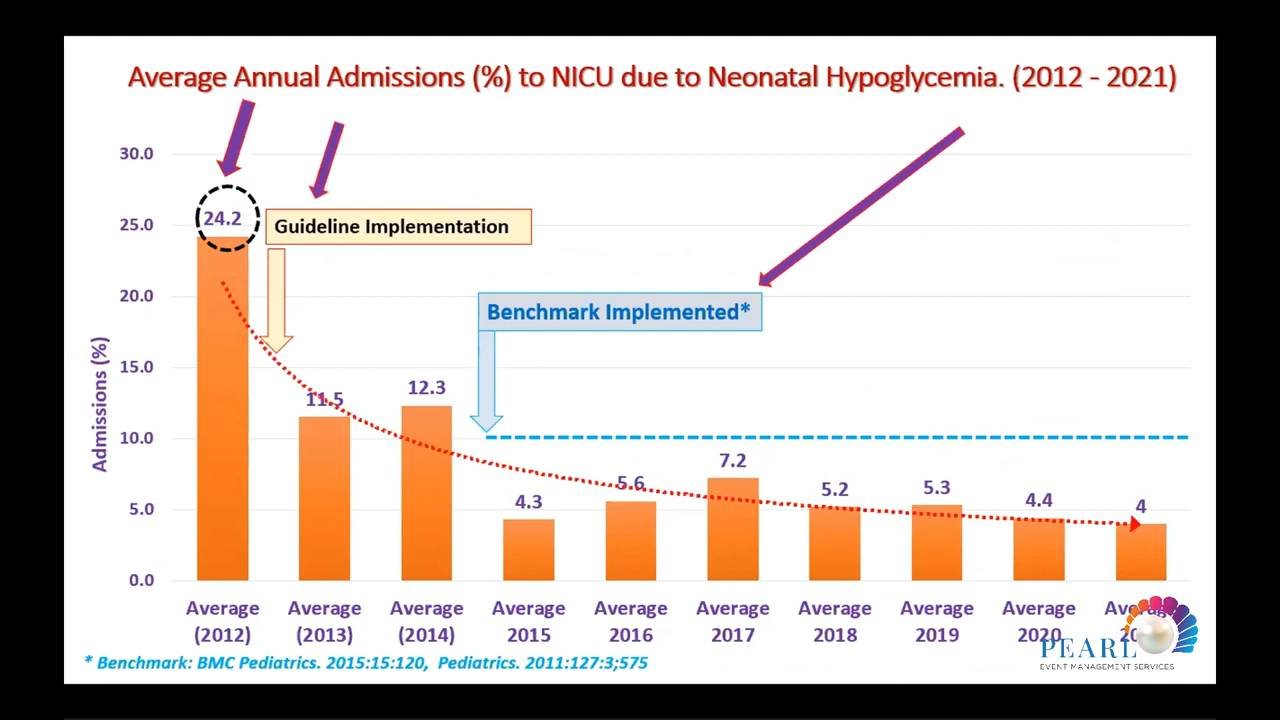 Average Annual Admissions (%) to NICU due to Neonatal Hypoglycemia. (2012 - 2021)
30.0
25.0
20.0
15.0
10.0
5.0
0.0
Admissions (%)
24.2
Guideline Implementation
Benchmark Implemented*
11.5
12.3
4.3
5.6
7.2
5.2
5.3
4.4
4
Average (2012)
Average (2013)
Average (2014)
Average 2015
Average 2016
Average 2017
Average 2018
Average 2019
Average 2020
* Benchmark: BMC Pediatrics. 2015:15:120, Pediatrics. 2011:127:3;575
PEARL
EVENT MANAGEMENT SERVICES